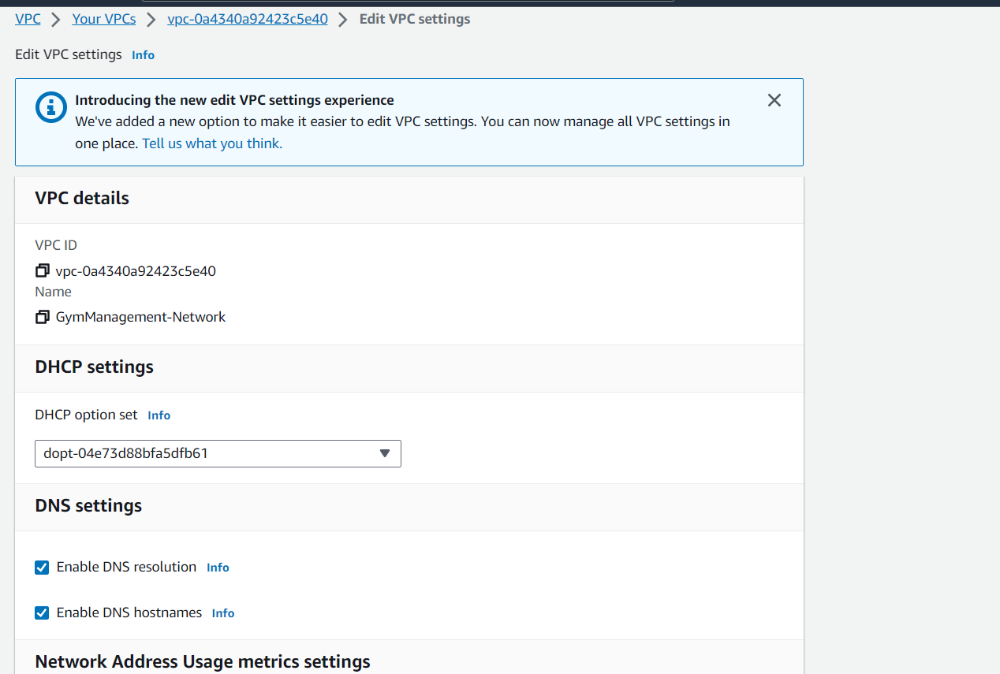 VPC > Your VPCs > vpc-0a4340a92423c5e40 > Edit VPC settings
Edit VPC settings Info
Introducing the new edit VPC settings experience
We've added a new option to make it easier to edit VPC settings. You can now manage all VPC settings in
one place. Tell us what you think.
VPC details
VPC ID
vpc-0a4340a92423c5e40
Name
GymManagement-Network
DHCP settings
DHCP option set Info
dopt-04e73d88bfa5dfb61
DNS settings
Enable DNS resolution Info
Enable DNS hostnames Info
Network Address Usage metrics settings